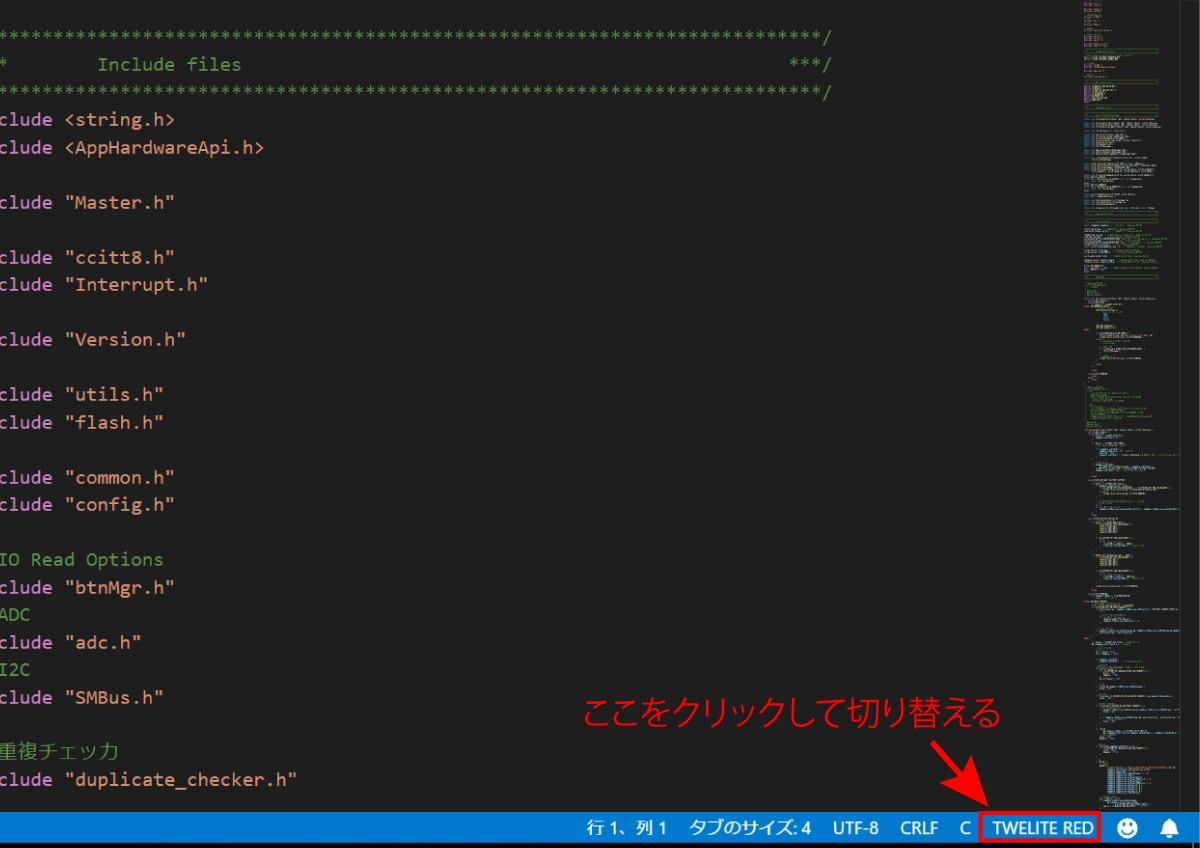 **************************************************************************/
* Include files ***/
**************************************************************************/
clude <string.h>
clude <AppHardwareApi.h>
clude "Master.h"
clude "ccitt8.h"
clude "Interrupt.h"
clude "Version.h"
clude "utils.h"
clude "flash.h"
clude "common.h"
clude "config.h"
IO Read Options
clude "btnMgr.h"
ADC
clude "adc.h"
I2C
clude "SMBus.h"
重複チェッカ
clude "duplicate_checker.h"
ここをクリックして切り替える
行 1、列 1 タブのサイズ: 4 UTF-8 CRLF C TWELITE RED